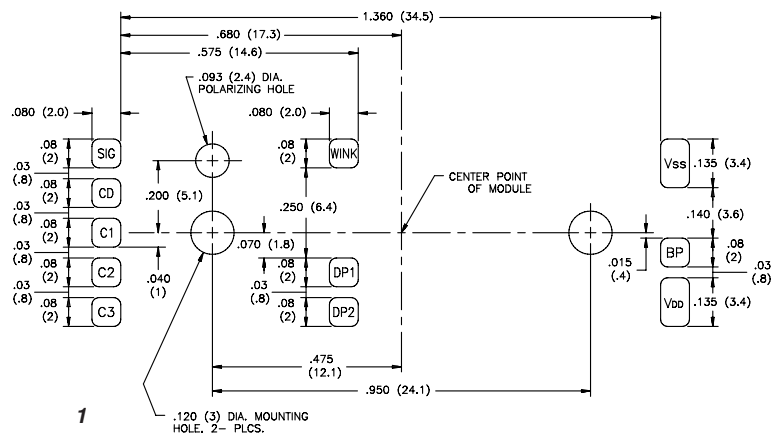 1.360 (34.5)
.680 (17.3)
.575 (14.6)
.093 (2.4) DIA.
POLARIZING HOLE
.080 (2.0)
.080 (2.0)
.08
(2)
SIG
.08
(2)
WINK
VSS
.135 (3.4)
.03
(.8)
.08
(2)
CD
.200 (5.1)
CENTER POINT
OF MODULE
.250 (6.4)
.140 (3.6)
.03
(.8)
.08
(2)
C1
.070 (1.8)
.015
(.4)
BP
.08
(2)
.03
(.8)
.03
(.8)
.08
(2)
C2
.040
(1)
.08
(2)
DP1
.03
(.8)
.08
(2)
C3
.03
(.8)
.08
(2)
DP2
VDD
.135 (3.4)
.475
(12.1)
.950 (24.1)
1
.120 (3) DIA. MOUNTING
HOLE, 2- PLCS.